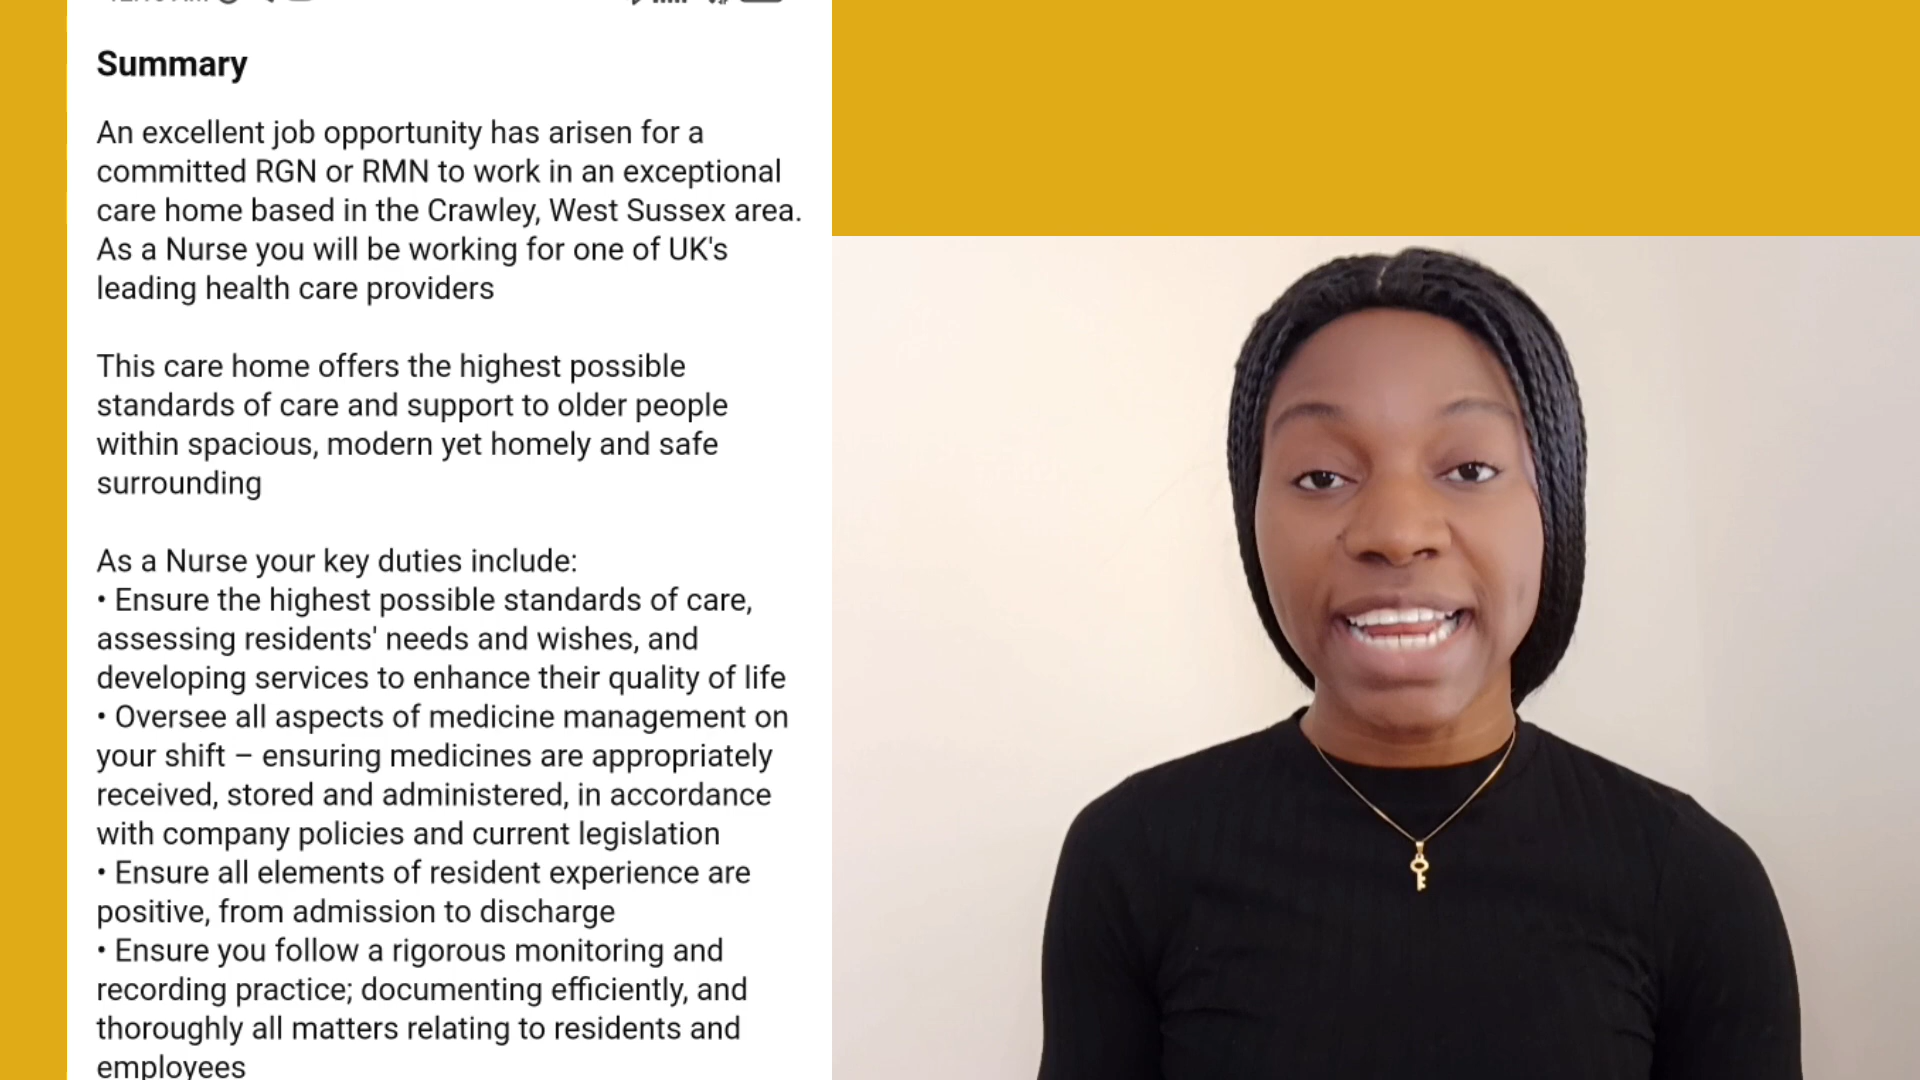 Summary
An excellent job opportunity has arisen for a
committed RGN or RMN to work in an exceptional
care home based in the Crawley, West Sussex area.
As a Nurse you will be working for one of UK's
leading health care providers
This care home offers the highest possible
standards of care and support to older people
within spacious, modern yet homely and safe
surrounding
As a Nurse your key duties include:
• Ensure the highest possible standards of care,
assessing residents' needs and wishes, and
developing services to enhance their quality of life
• Oversee all aspects of medicine management on
your shift – ensuring medicines are appropriately
received, stored and administered, in accordance
with company policies and current legislation
• Ensure all elements of resident experience are
positive, from admission to discharge
• Ensure you follow a rigorous monitoring and
recording practice; documenting efficiently, and
thoroughly all matters relating to residents and
employees